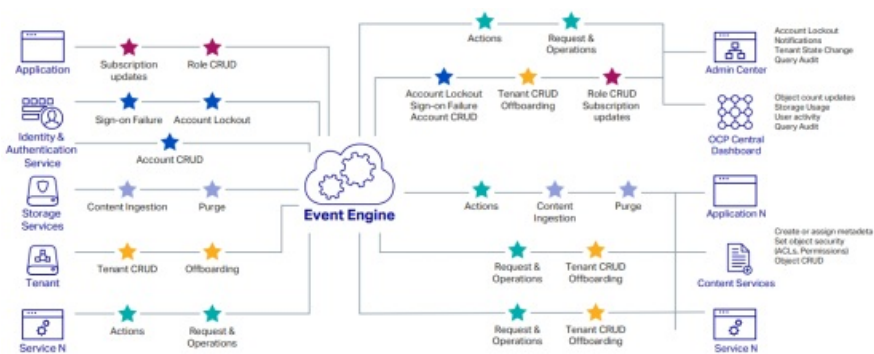 Application
Subscription
updates
Role CRUD
Identity &
Authentication
Service
Sign-on Failure
Account Lockout
Account CRUD
Storage
Services
Content Ingestion
Purge
Tenant
Tenant CRUD
Offboarding
Service N
Actions
Request &
Operations
Event Engine
Actions
Request &
Operations
Account Lockout
Sign-on Failure
Account CRUD
Tenant CRUD
Offboarding
Role CRUD
Subscription
updates
Admin Center
Account Lockout
Notifications
Tenant State Change
Query Audit
OCP Central
Dashboard
Object count updates
Storage Usage
User activity
Query Audit
Actions
Content
Ingestion
Purge
Application N
Request &
Operations
Tenant CRUD
Offboarding
Content Services
Create or assign metadata
Set object security
(ACLs, Permissions)
Object CRUD
Request &
Operations
Tenant CRUD
Offboarding
Service N